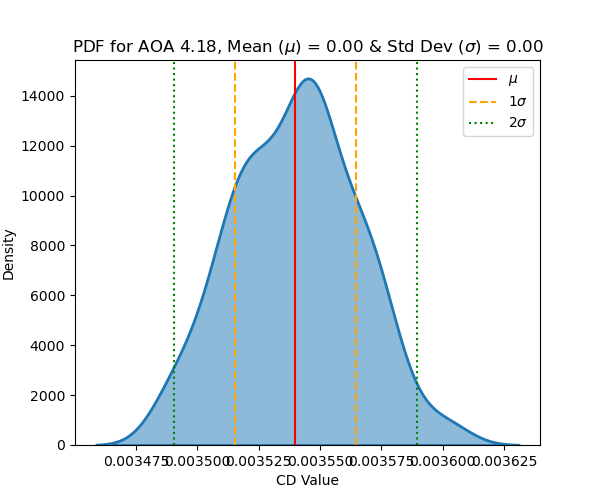 PDF for AOA 4.18, Mean (μ) = 0.00 & Std Dev (σ) = 0.00
μ
1σ
2σ
14000
12000
10000
8000
6000
4000
2000
0
Density
0.003475 0.003500 0.003525 0.003550 0.003575 0.003600 0.003625
CD Value